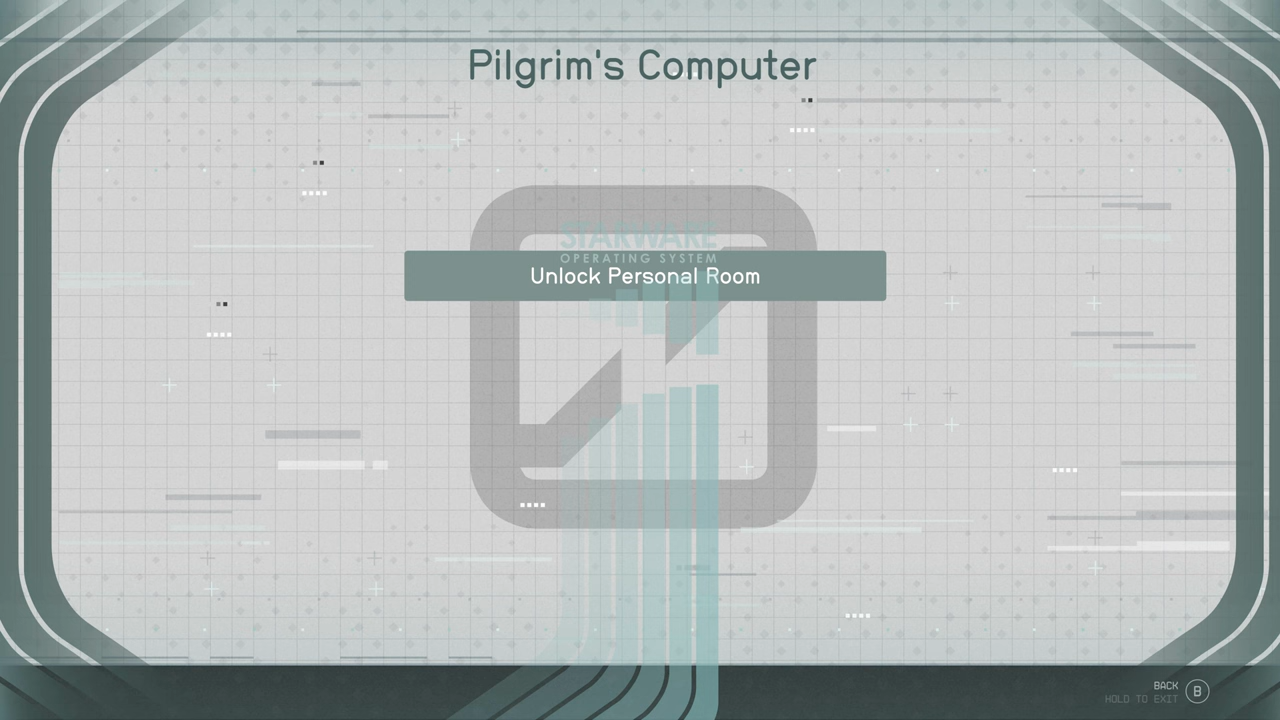 Pilgrim's Computer
STARWARE
OPERATING SYSTEM
Unlock Personal Room
BACK
HOLD TO EXIT
B